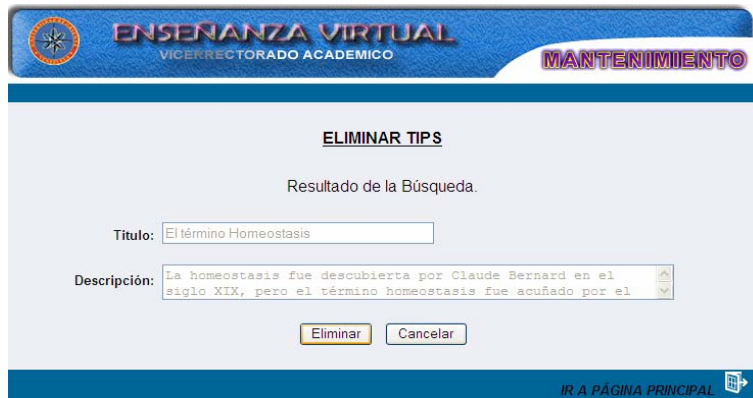 ENSEÑANZA VIRTUAL
VICERRECTORADO ACADEMICO
MANTENIMIENTO
ELIMINAR TIPS
Resultado de la Búsqueda.
Titulo: El término Homeostasis
Descripción: La homeostasis fue descubierta por Claude Bernard en el
siglo XIX, pero el término homeostasis fue acuñado por el
Eliminar Cancelar
IR A PÁGINA PRINCIPAL